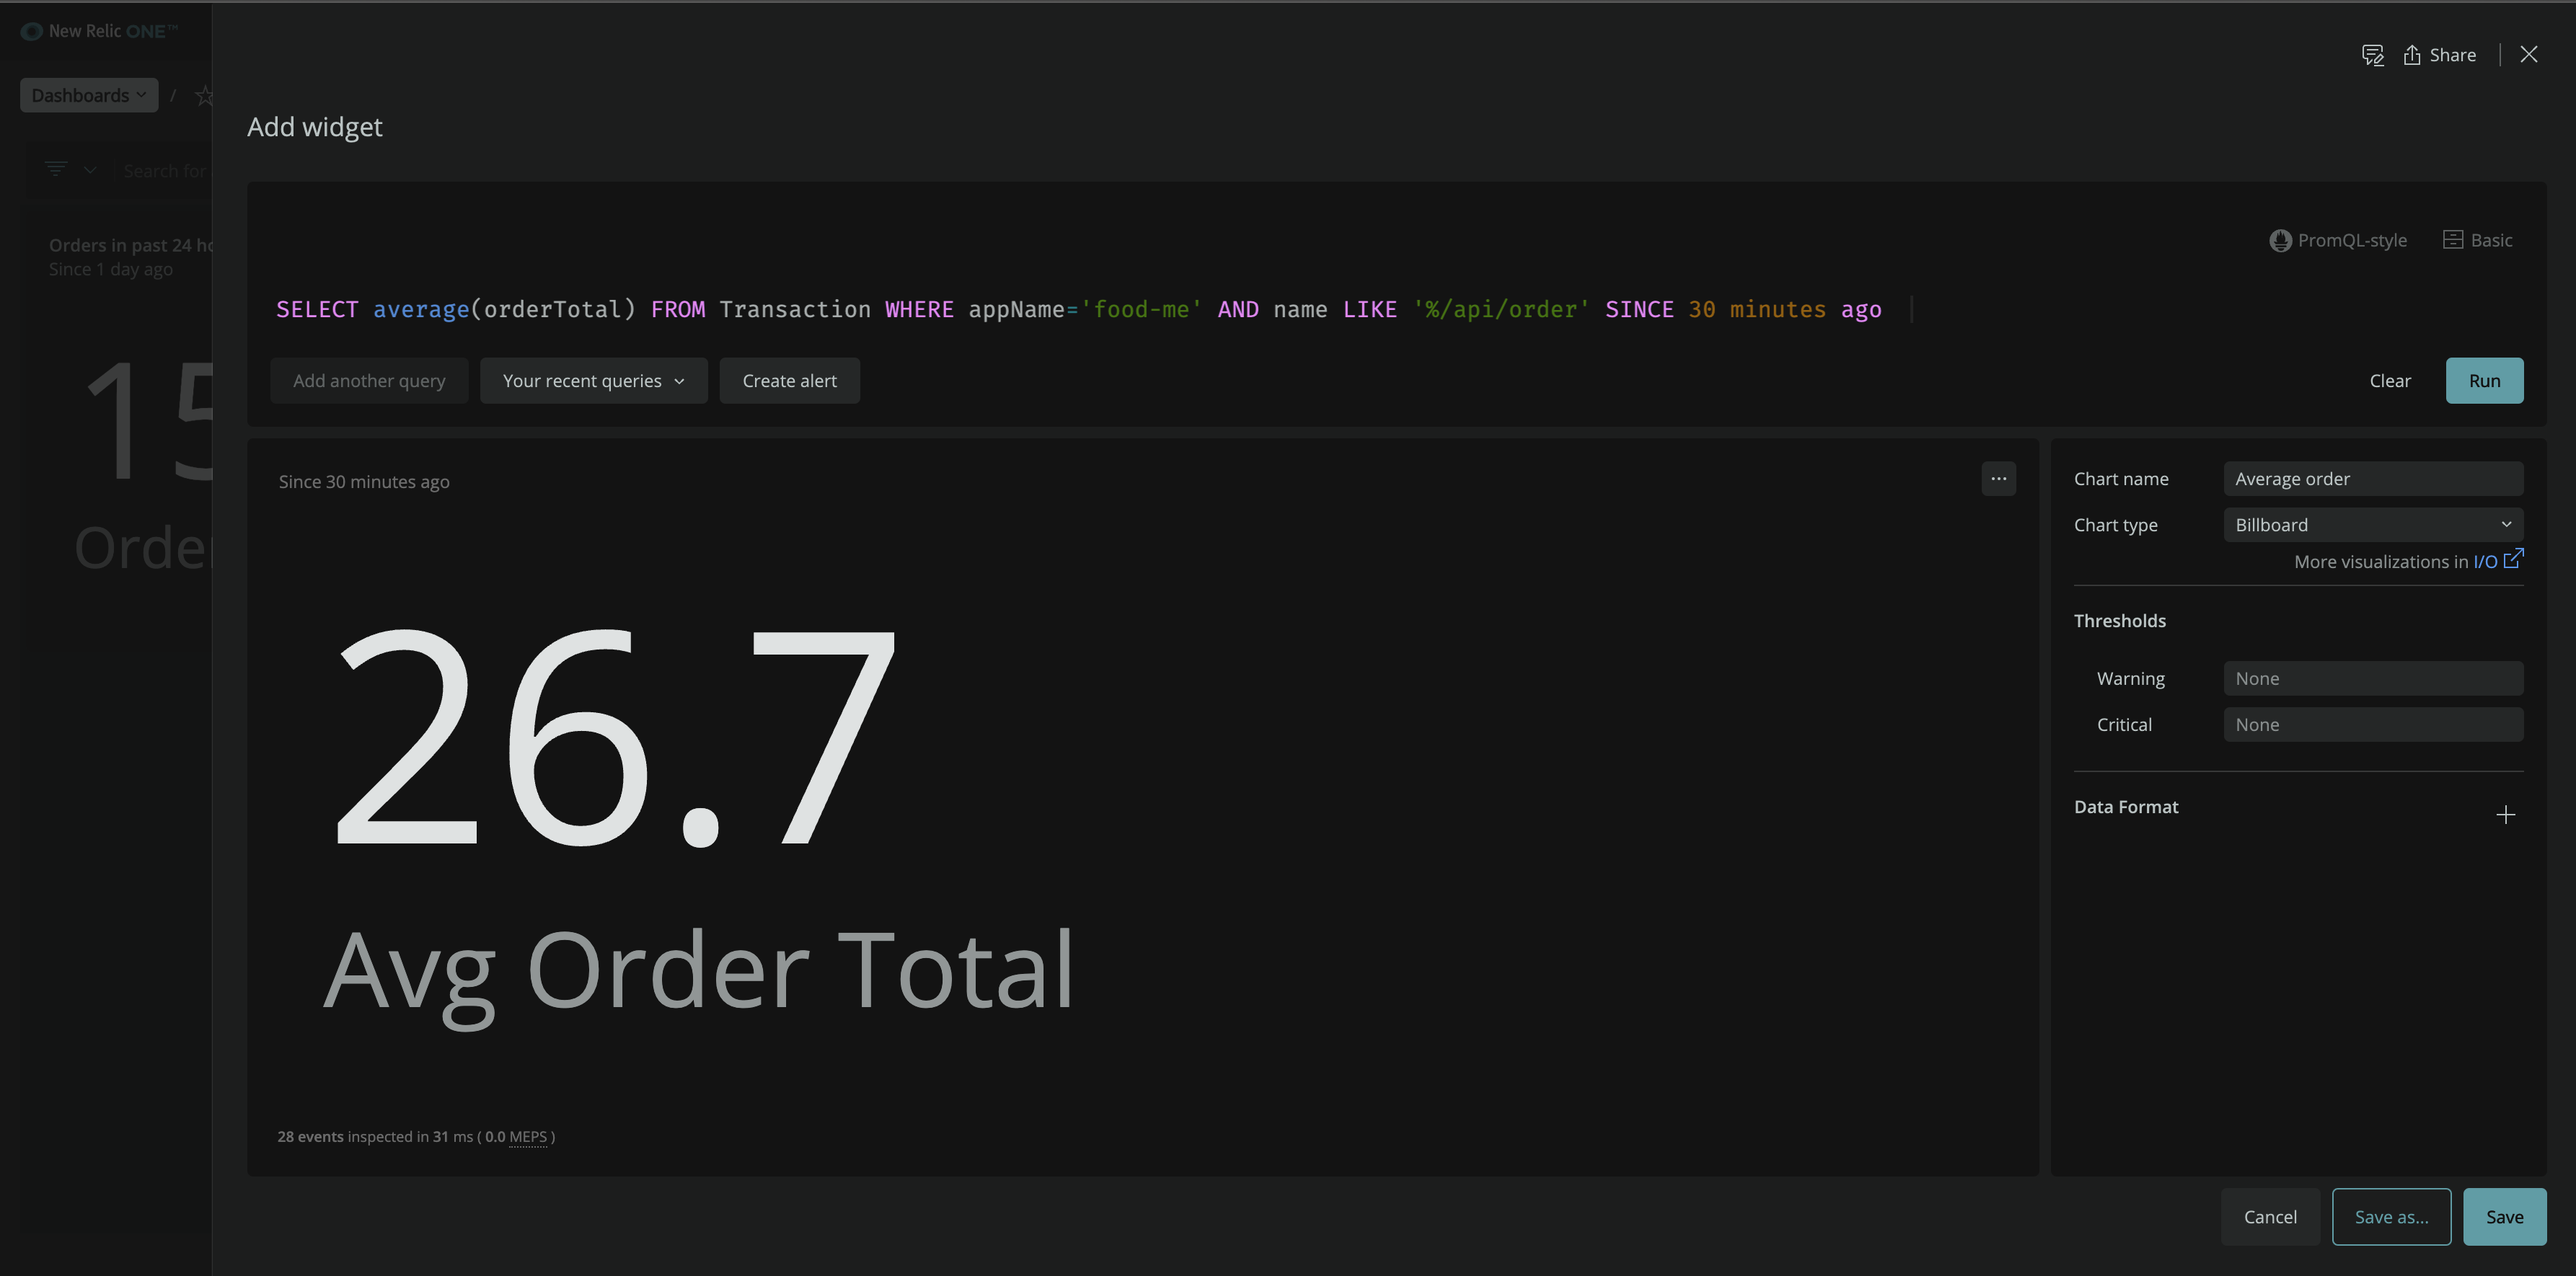 New Relic ONE™
Share
Dashboards /
Add widget
Search for
PromQL-style Basic
Orders in past 24
Since 1 day ago
SELECT average(orderTotal) FROM Transaction WHERE appName='food-me' AND name LIKE '%/api/order' SINCE 30 minutes ago
Add another query Your recent queries Create alert Clear Run
Since 30 minutes ago ...
Chart name Average order
Chart type Billboard
More visualizations in I/O
Thresholds
Warning None
Critical None
Data Format
26.7
Avg Order Total
28 events inspected in 31 ms ( 0.0 MEPS )
Cancel Save as... Save